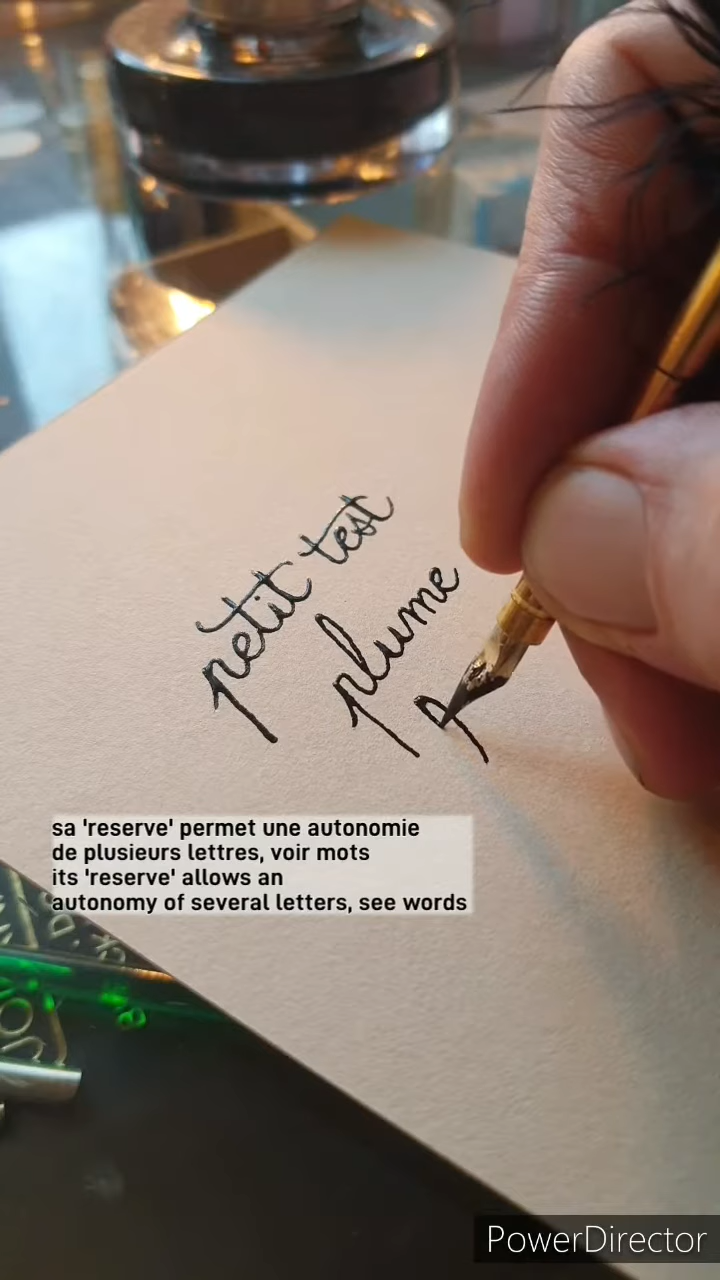 petit test
plume
p
sa 'reserve' permet une autonomie
de plusieurs lettres, voir mots
its 'reserve' allows an
autonomy of several letters, see words
PowerDirector